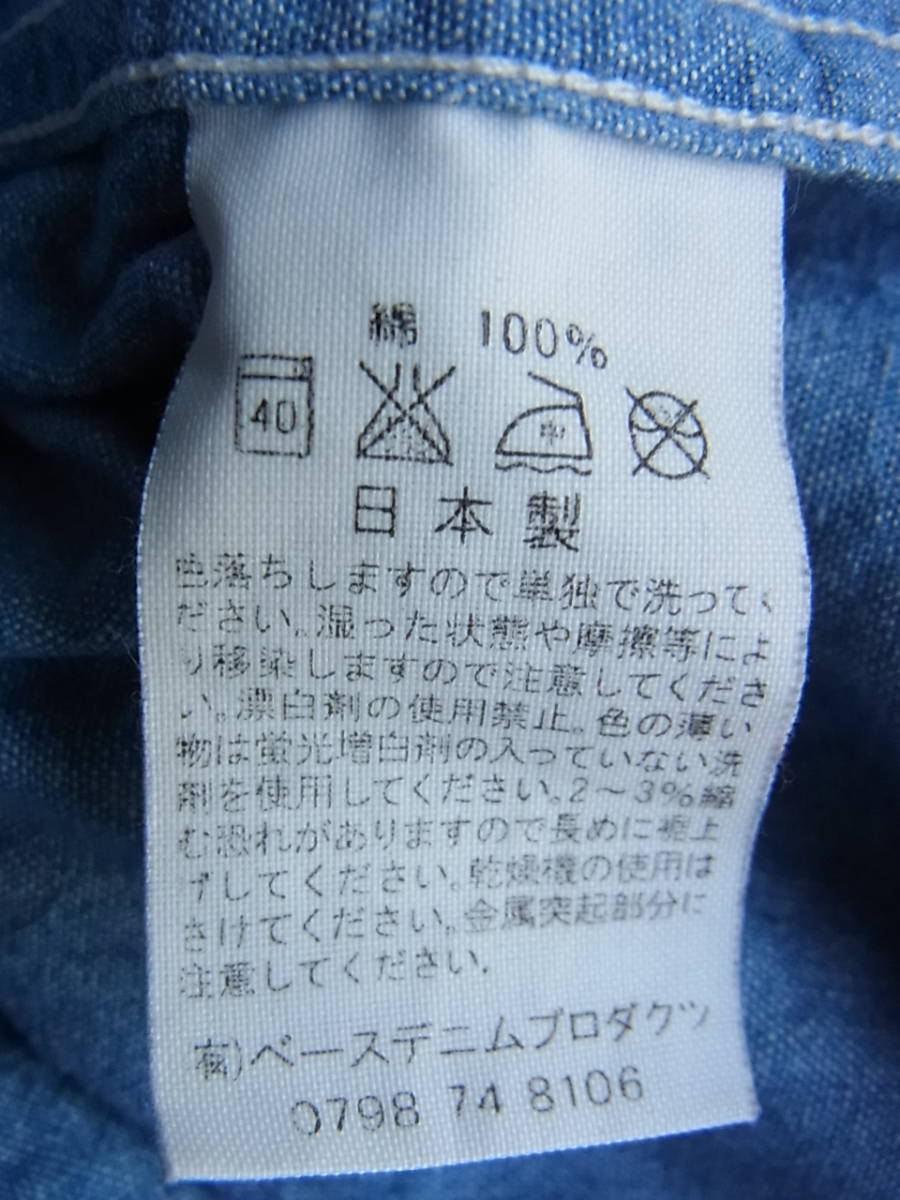 綿 100%
40 中
日本製
色落ちしますので単独で洗ってく
ださい。湿った状態や摩擦等によ
り移染しますので注意してくださ
い。漂白剤の使用禁止。色の薄い
物は蛍光増白剤の入っていない洗
剤を使用してください。2～3%縮
む恐れがありますので長めに裾上
げしてください。乾燥機の使用は
さけてください。金属突起部分に
注意してください.
有)ベースデニムプロダクツ
0798 74 8106